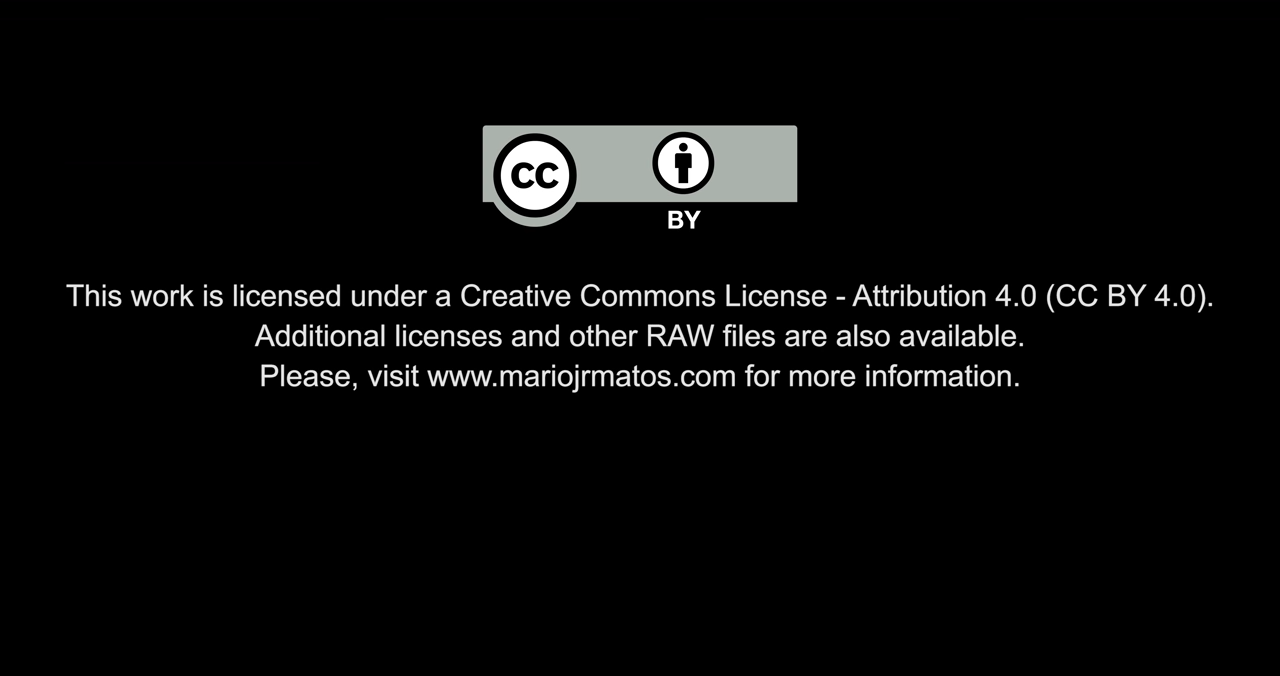 CC
BY
This work is licensed under a Creative Commons License - Attribution 4.0 (CC BY 4.0).
Additional licenses and other RAW files are also available.
Please, visit www.mariojrmatos.com for more information.